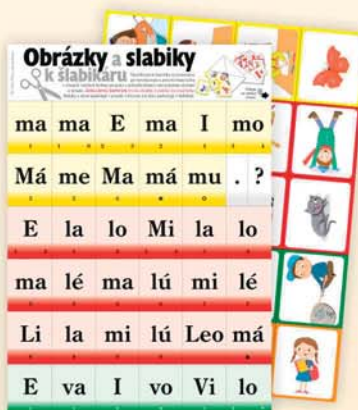 Obrázky a slabiky
k šlabikáru
ma ma E ma I mo
Má me Ma má mu . ?
E la lo Mi la lo
ma lé ma lú mi lé
Li la mi lú Leo má
E va I vo Vi lo